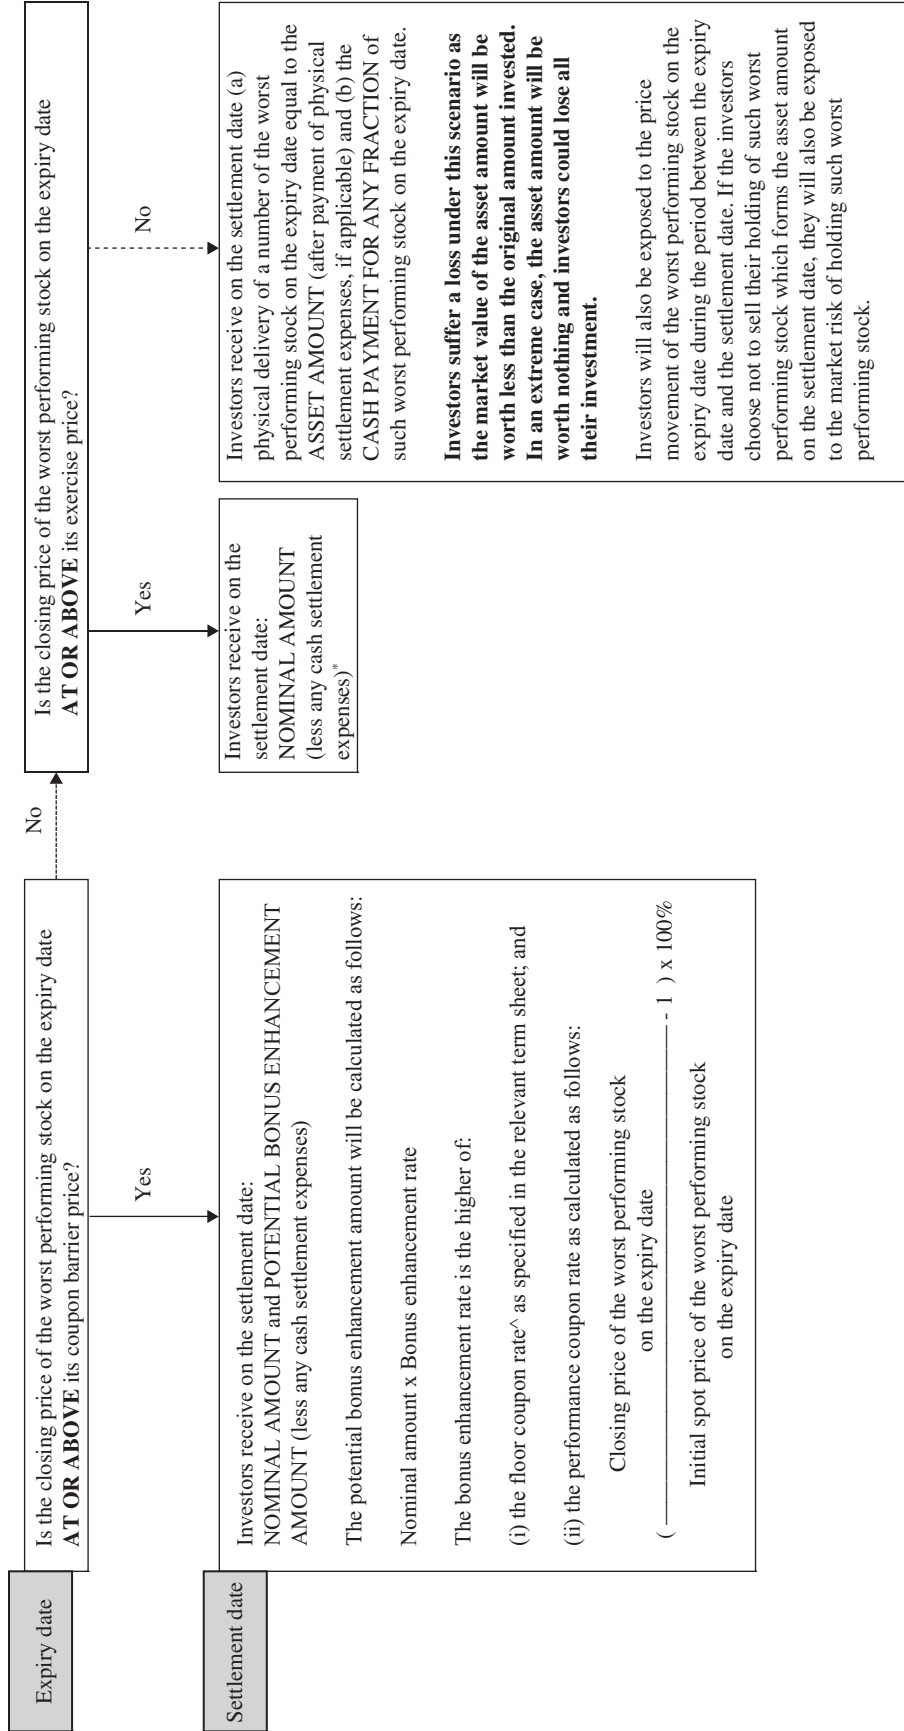 Expiry date
Is the closing price of the worst performing stock on the expiry date
AT OR ABOVE its coupon barrier price?
No
Is the closing price of the worst performing stock on the expiry date
AT OR ABOVE its exercise price?
Yes
Yes
No
Settlement date
Investors receive on the settlement date:
NOMINAL AMOUNT and POTENTIAL BONUS ENHANCEMENT
AMOUNT (less any cash settlement expenses)
The potential bonus enhancement amount will be calculated as follows:
Nominal amount x Bonus enhancement rate
The bonus enhancement rate is the higher of:
(i) the floor coupon rate^ as specified in the relevant term sheet; and
(ii) the performance coupon rate as calculated as follows:
Closing price of the worst performing stock
on the expiry date
( - 1 ) x 100%
Initial spot price of the worst performing stock
on the expiry date
Investors receive on the
settlement date:
NOMINAL AMOUNT
(less any cash settlement
expenses)*
Investors receive on the settlement date (a)
physical delivery of a number of the worst
performing stock on the expiry date equal to the
ASSET AMOUNT (after payment of physical
settlement expenses, if applicable) and (b) the
CASH PAYMENT FOR ANY FRACTION of
such worst performing stock on the expiry date.
Investors suffer a loss under this scenario as
the market value of the asset amount will be
worth less than the original amount invested.
In an extreme case, the asset amount will be
worth nothing and investors could lose all
their investment.
Investors will also be exposed to the price
movement of the worst performing stock on the
expiry date during the period between the expiry
date and the settlement date. If the investors
choose not to sell their holding of such worst
performing stock which forms the asset amount
on the settlement date, they will also be exposed
to the market risk of holding such worst
performing stock.